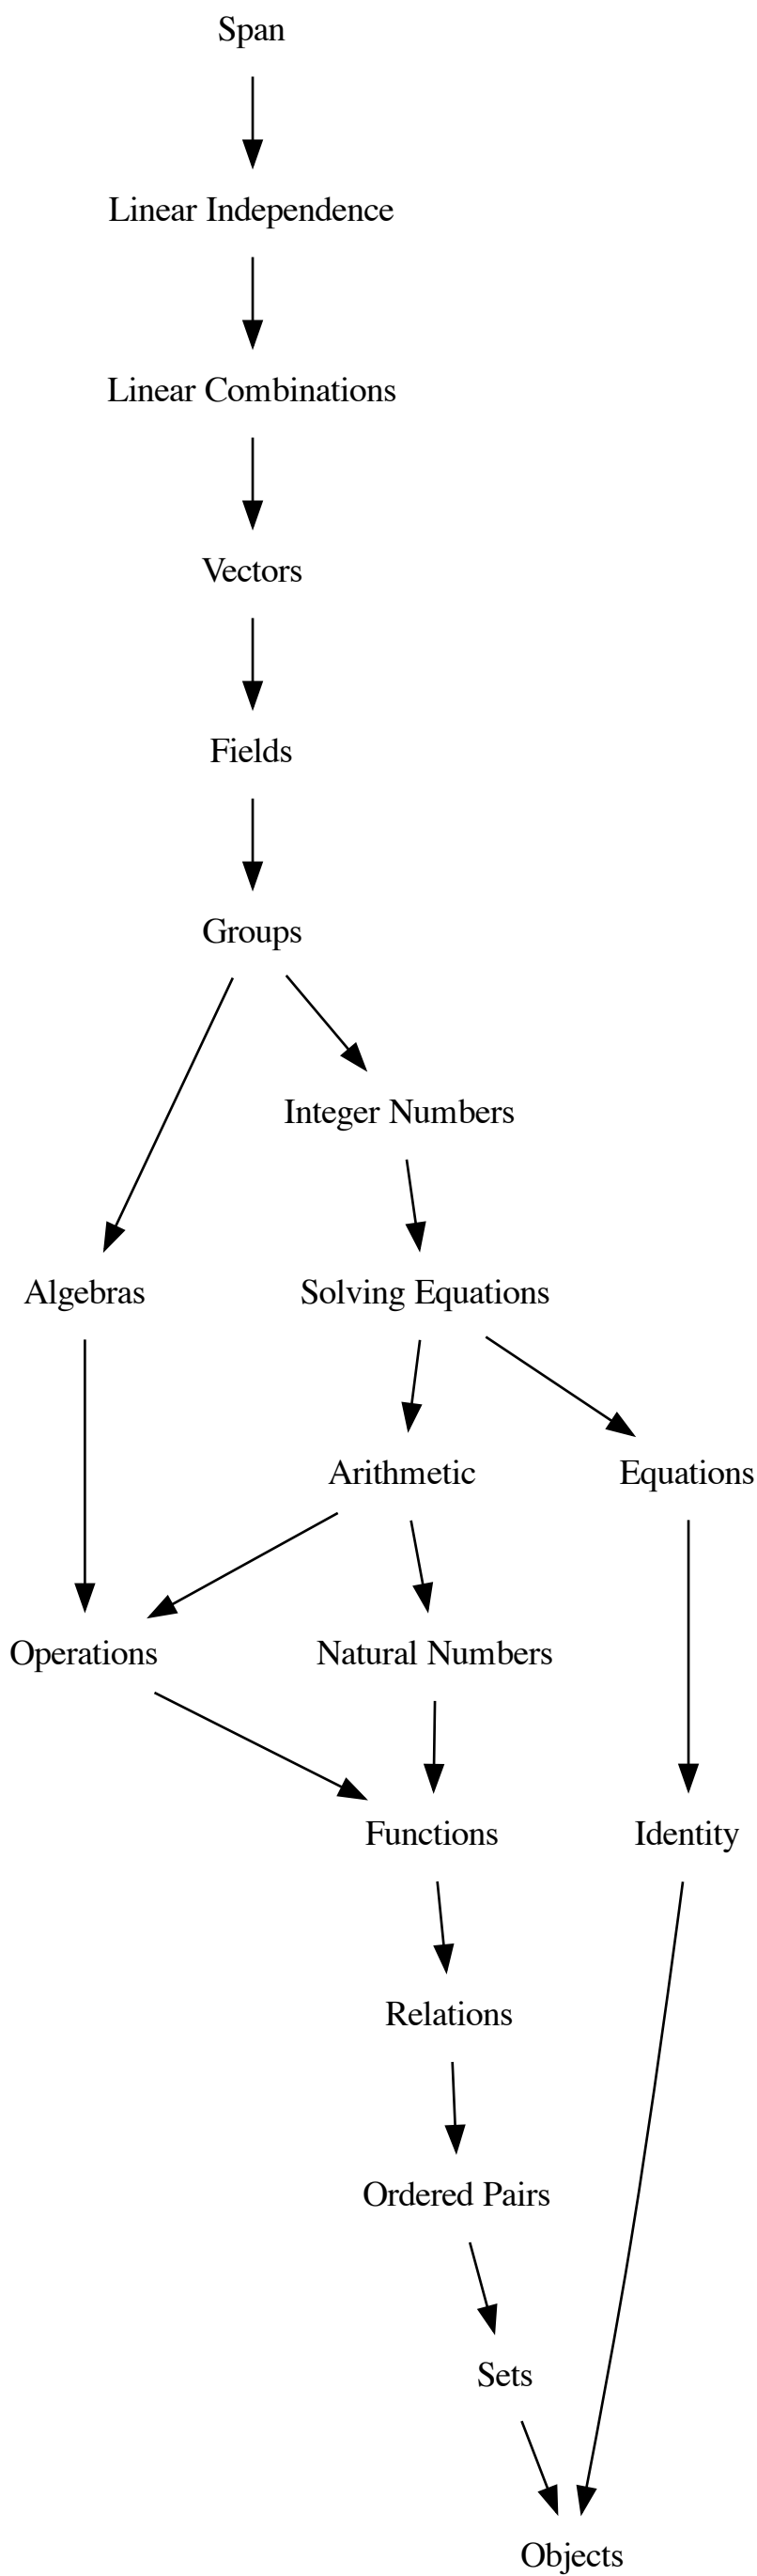 Span
Linear Independence
Linear Combinations
Vectors
Fields
Groups
Integer Numbers
Algebras
Solving Equations
Arithmetic
Equations
Operations
Natural Numbers
Functions
Identity
Relations
Ordered Pairs
Sets
Objects